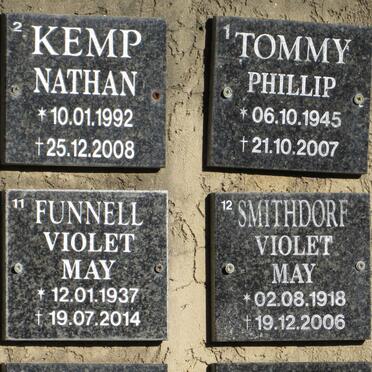 2
KEMP
NATHAN
* 10.01.1992
† 25.12.2008
1
TOMMY
PHILLIP
* 06.10.1945
† 21.10.2007
11
FUNNELL
VIOLET
MAY
* 12.01.1937
† 19.07.2014
12
SMITHDORF
VIOLET
MAY
* 02.08.1918
† 19.12.2006